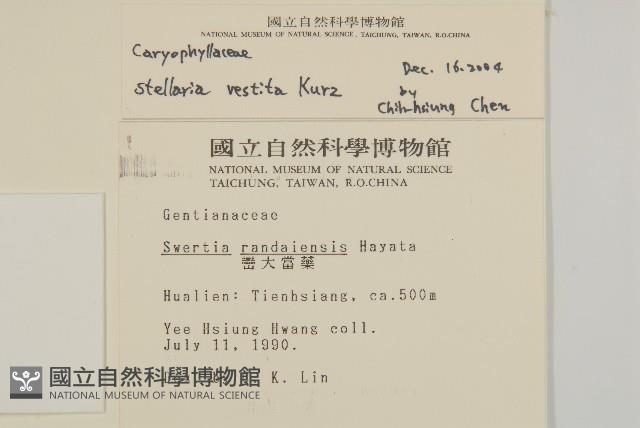 國立自然科學博物館
NATIONAL MUSEUM OF NATURAL SCIENCE, TAICHUNG, TAIWAN, R.O.CHINA
Caryophyllaceae
Dec. 16. 2004
Stellaria vestita Kurz
by
Chih-hsiung Chen
國立自然科學博物館
NATIONAL MUSEUM OF NATURAL SCIENCE
TAICHUNG, TAIWAN, R.O.CHINA
Gentianaceae
Swertia randaiensis Hayata
巒大當藥
Hualien: Tienhsiang, ca.500m
Yee Hsiung Hwang coll.
July 11, 1990.
K. Lin
國立自然科學博物館
NATIONAL MUSEUM OF NATURAL SCIENCE